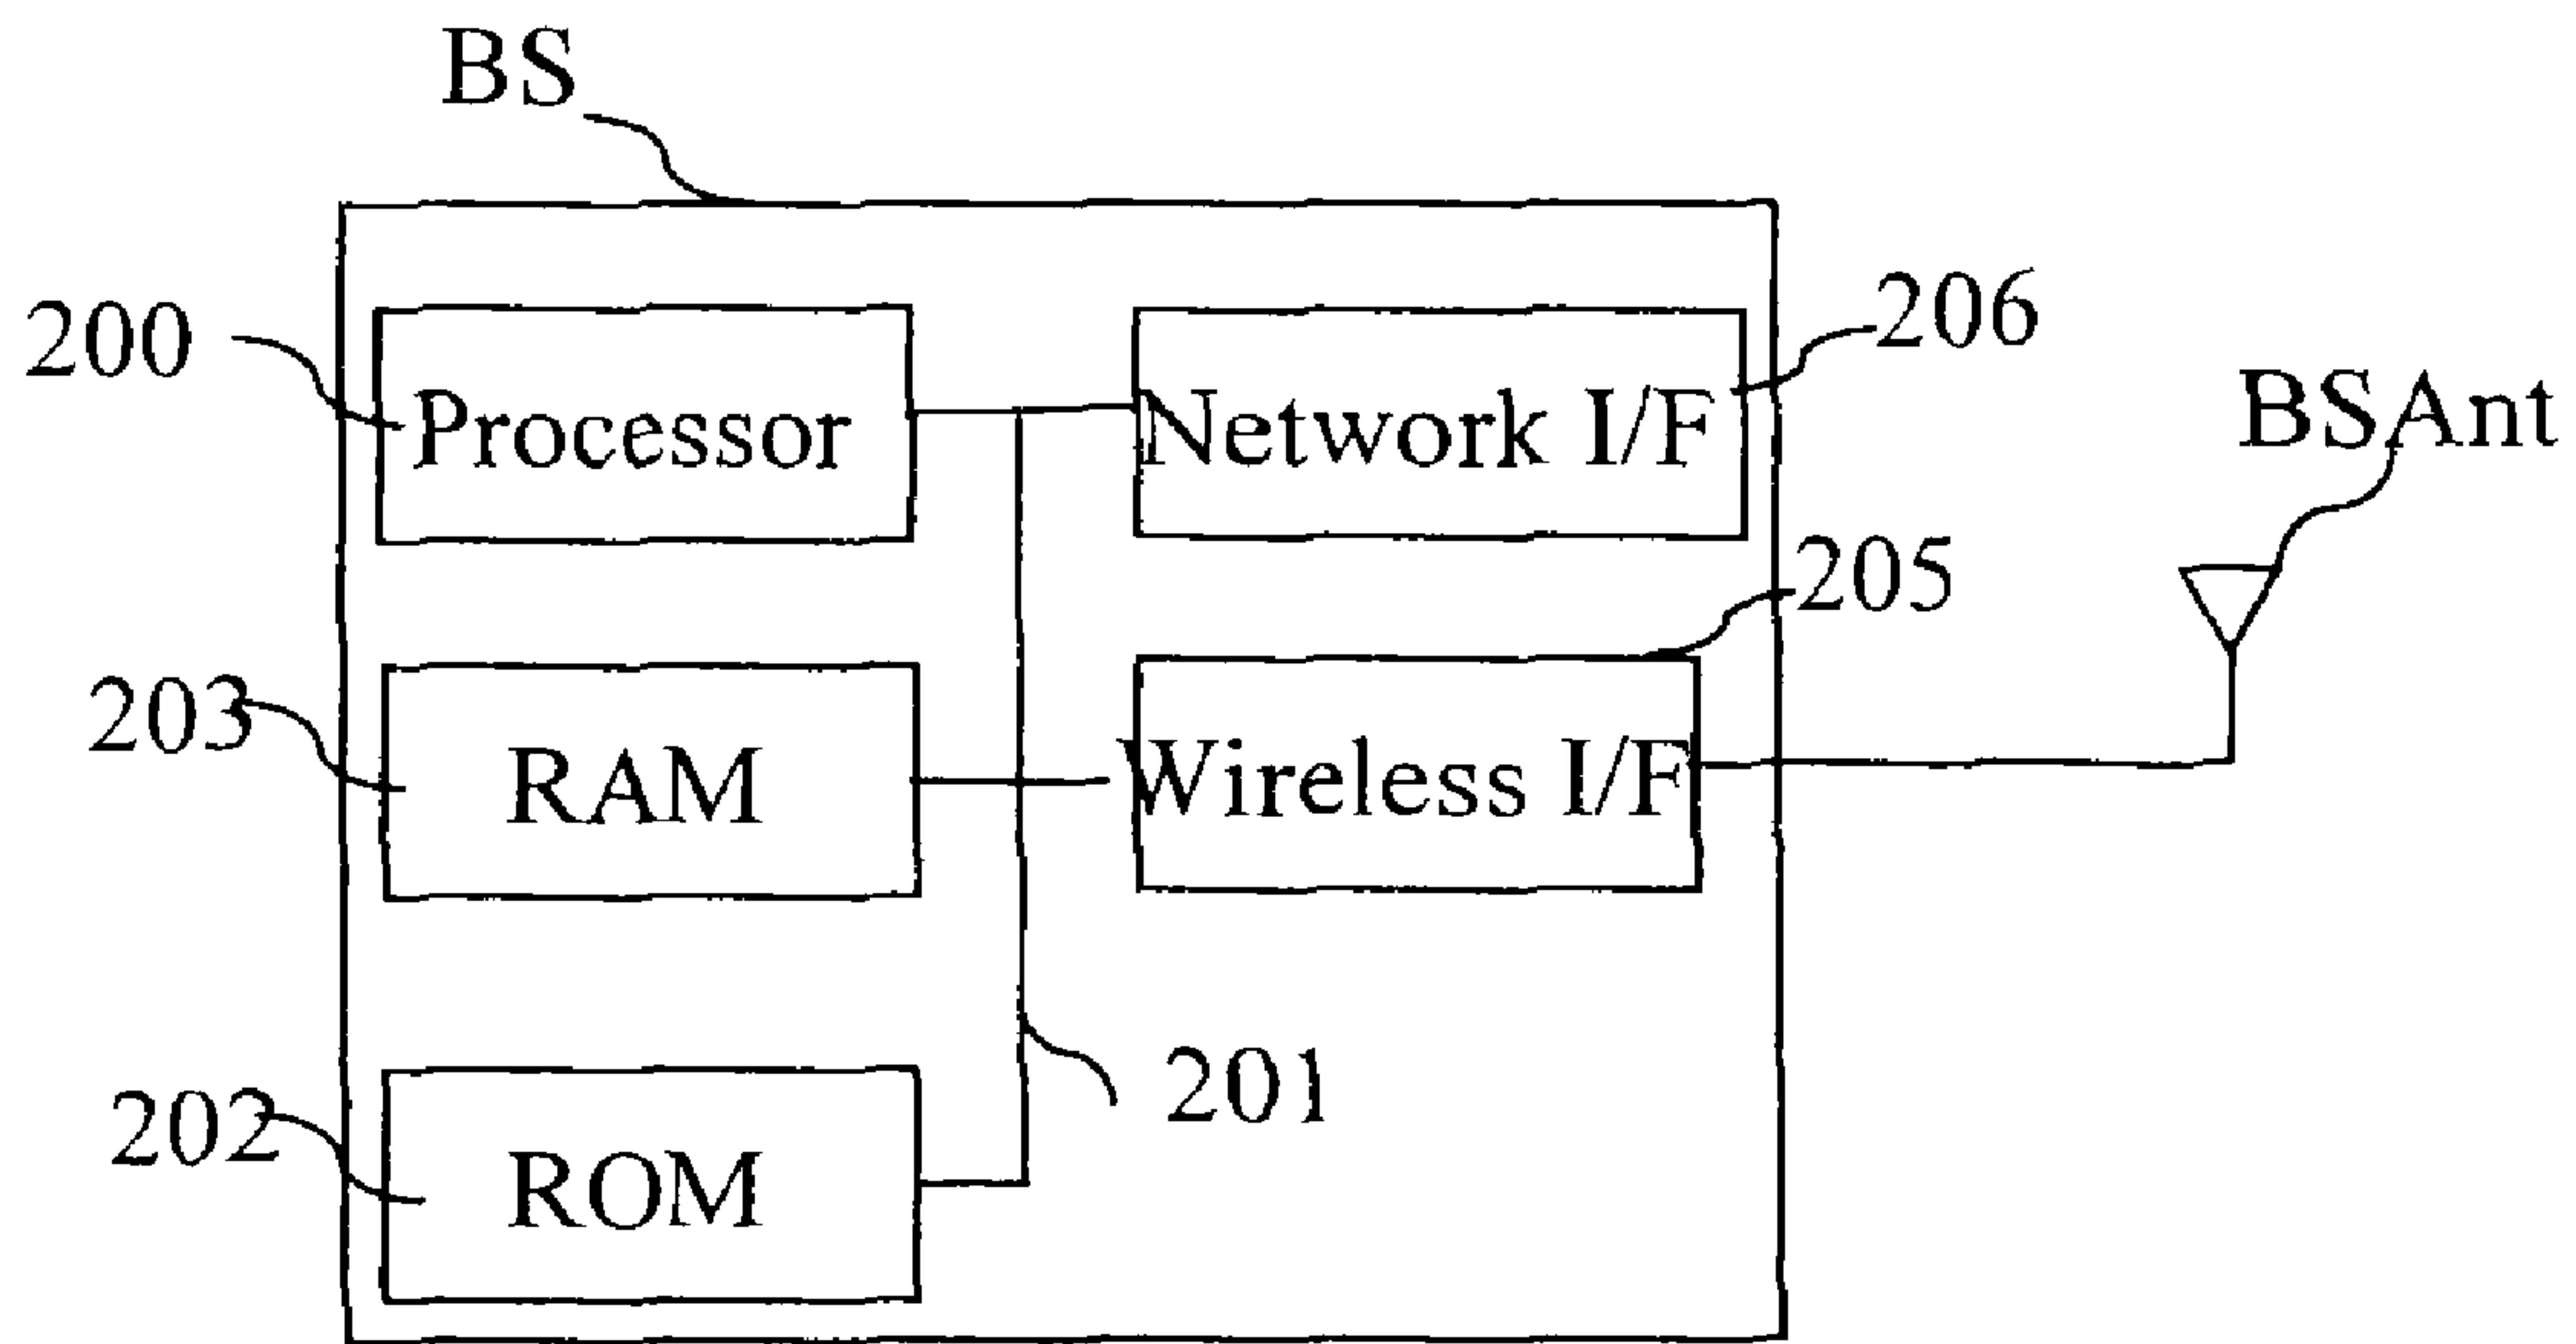 BS
200
Processor
Network I/F
206
BSAnt
203
RAM
Wireless I/F
205
202
ROM
201